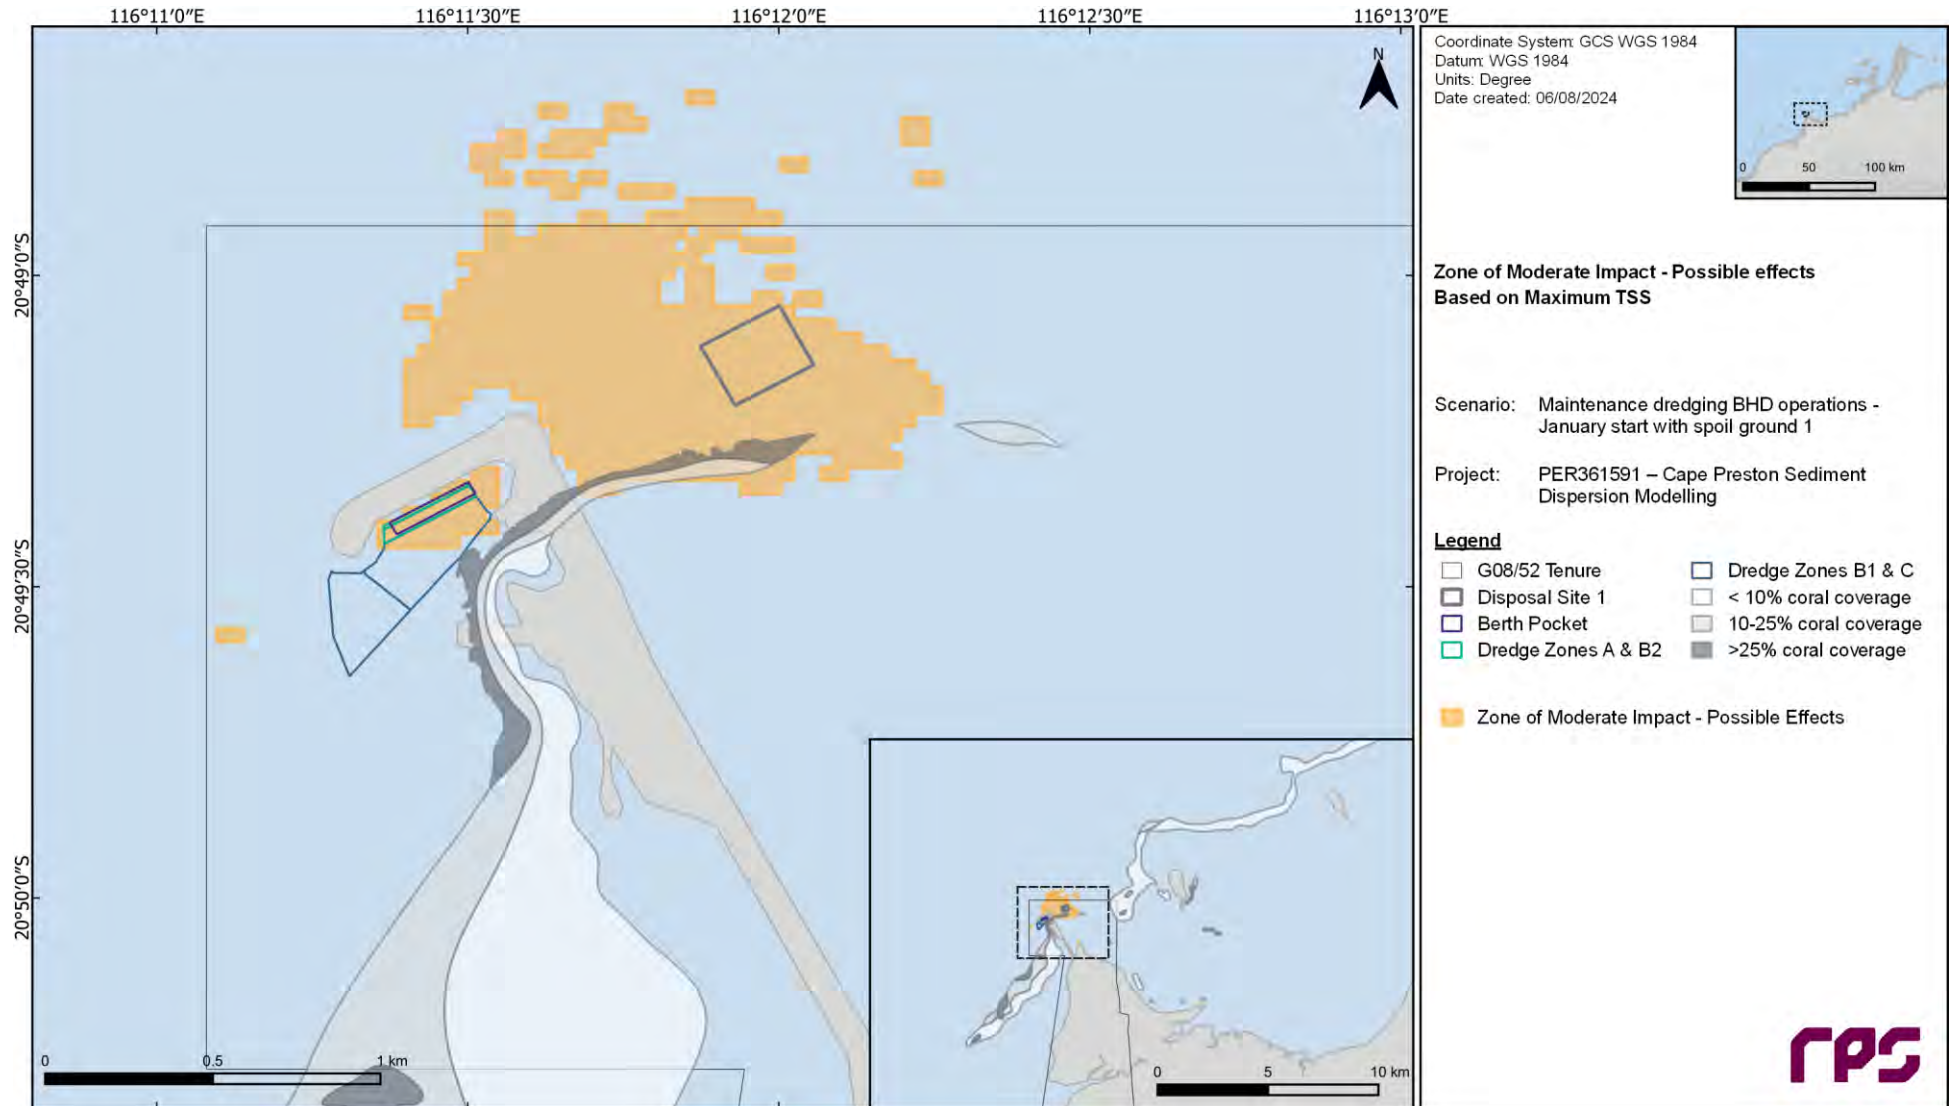 116°11'0"E
116°11'30"E
116°12'0"E
116°12'30"E
116°13'0"E
20°49'0"S
20°49'30"S
20°50'0"S
N
0 0.5 1 km
0 5 10 km
Coordinate System: GCS WGS 1984
Datum: WGS 1984
Units: Degree
Date created: 06/08/2024
0 50 100 km
Zone of Moderate Impact - Possible effects
Based on Maximum TSS
Scenario: Maintenance dredging BHD operations -
January start with spoil ground 1
Project: PER361591 – Cape Preston Sediment
Dispersion Modelling
Legend
G08/52 Tenure
Disposal Site 1
Berth Pocket
Dredge Zones A & B2
Dredge Zones B1 & C
< 10% coral coverage
10-25% coral coverage
>25% coral coverage
Zone of Moderate Impact - Possible Effects
rps